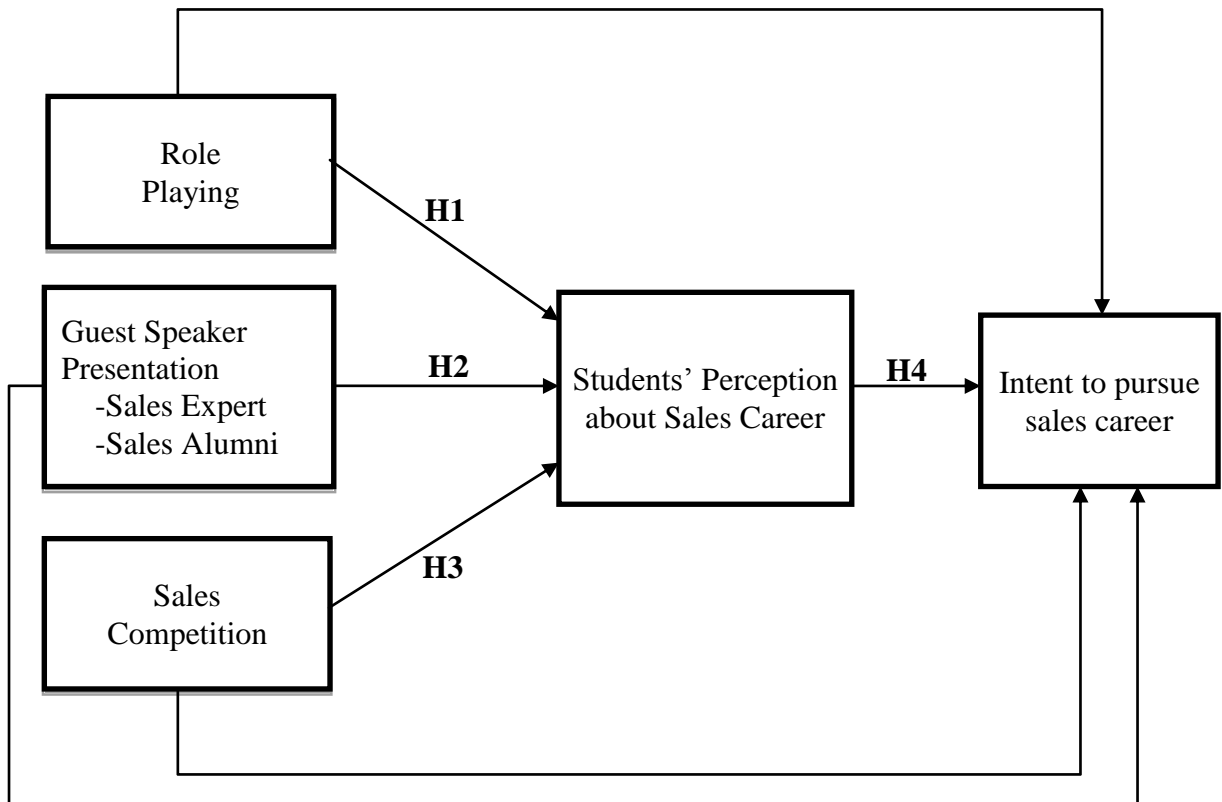 Role
Playing
H1
Guest Speaker
Presentation
-Sales Expert
-Sales Alumni
H2
Students’ Perception
about Sales Career
H4
Intent to pursue
sales career
H3
Sales
Competition